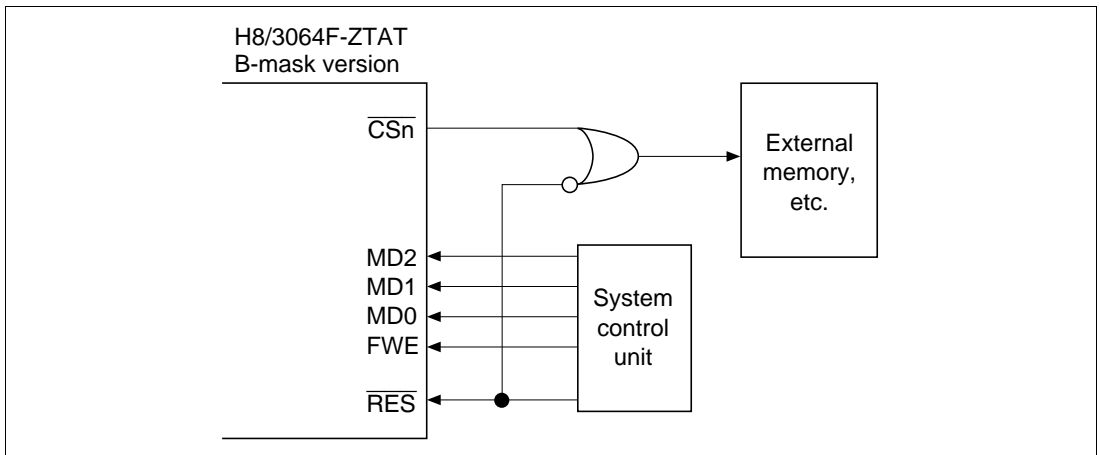 H8/3064F-ZTAT
B-mask version
CSn
External
memory,
etc.
MD2
MD1
MD0
FWE
RES
System
control
unit